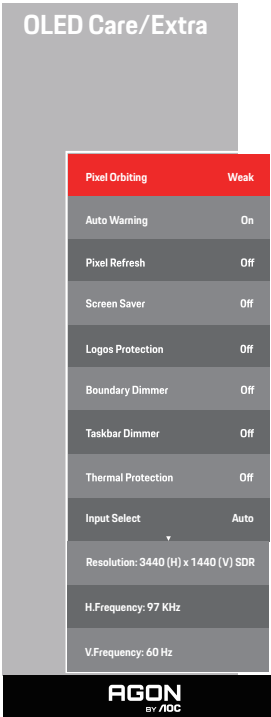 OLED Care/Extra
Pixel Orbiting Weak
Auto Warning On
Pixel Refresh Off
Screen Saver Off
Logos Protection Off
Boundary Dimmer Off
Taskbar Dimmer Off
Thermal Protection Off
Input Select Auto
Resolution: 3440 (H) x 1440 (V) SDR
H.Frequency: 97 KHz
V.Frequency: 60 Hz
AGON
BY AOC